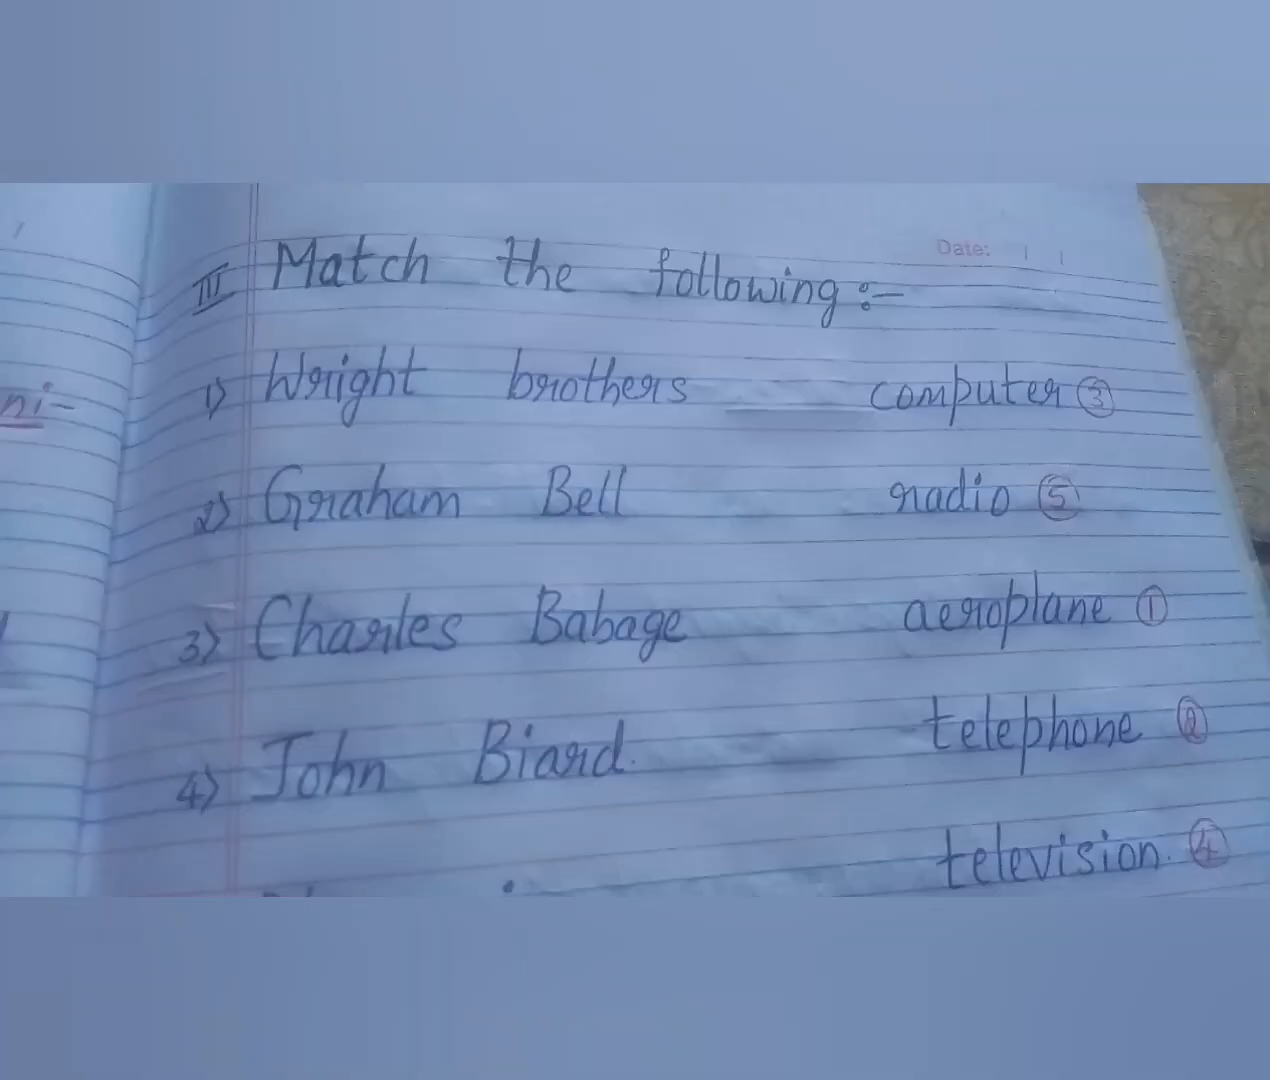 Date:
III Match the following :-
1) Wright brothers computer ③
2) Graham Bell radio ⑤
3) Charles Babage aeroplane ①
4) John Biard. telephone ②
television. ④
ni-